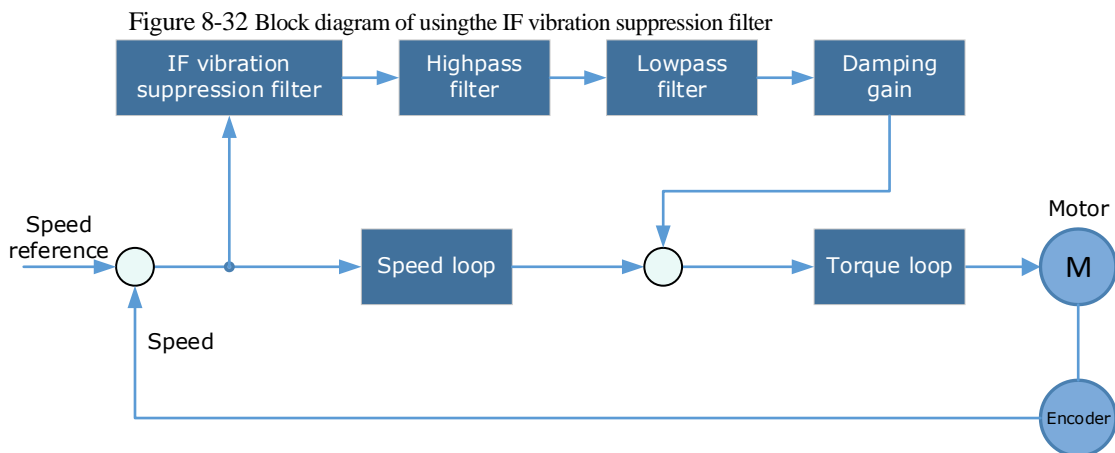 Figure 8-32 Block diagram of usingthe IF vibration suppression filter
IF vibration
suppression filter
Highpass
filter
Lowpass
filter
Damping
gain
Speed
reference
Speed loop
Torque loop
Motor
M
Speed
Encoder